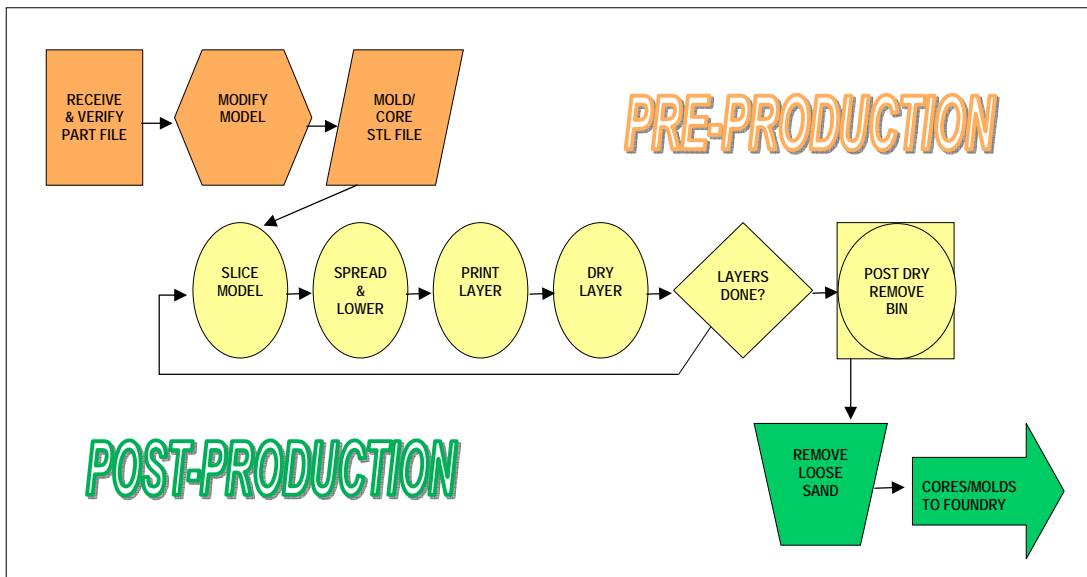 RECEIVE
& VERIFY
PART FILE
MODIFY
MODEL
MOLD/
CORE
STL FILE
PRE-PRODUCTION
SLICE
MODEL
SPREAD
&
LOWER
PRINT
LAYER
DRY
LAYER
LAYERS
DONE?
POST DRY
REMOVE
BIN
POST-PRODUCTION
REMOVE
LOOSE
SAND
CORES/MOLDS
TO FOUNDRY